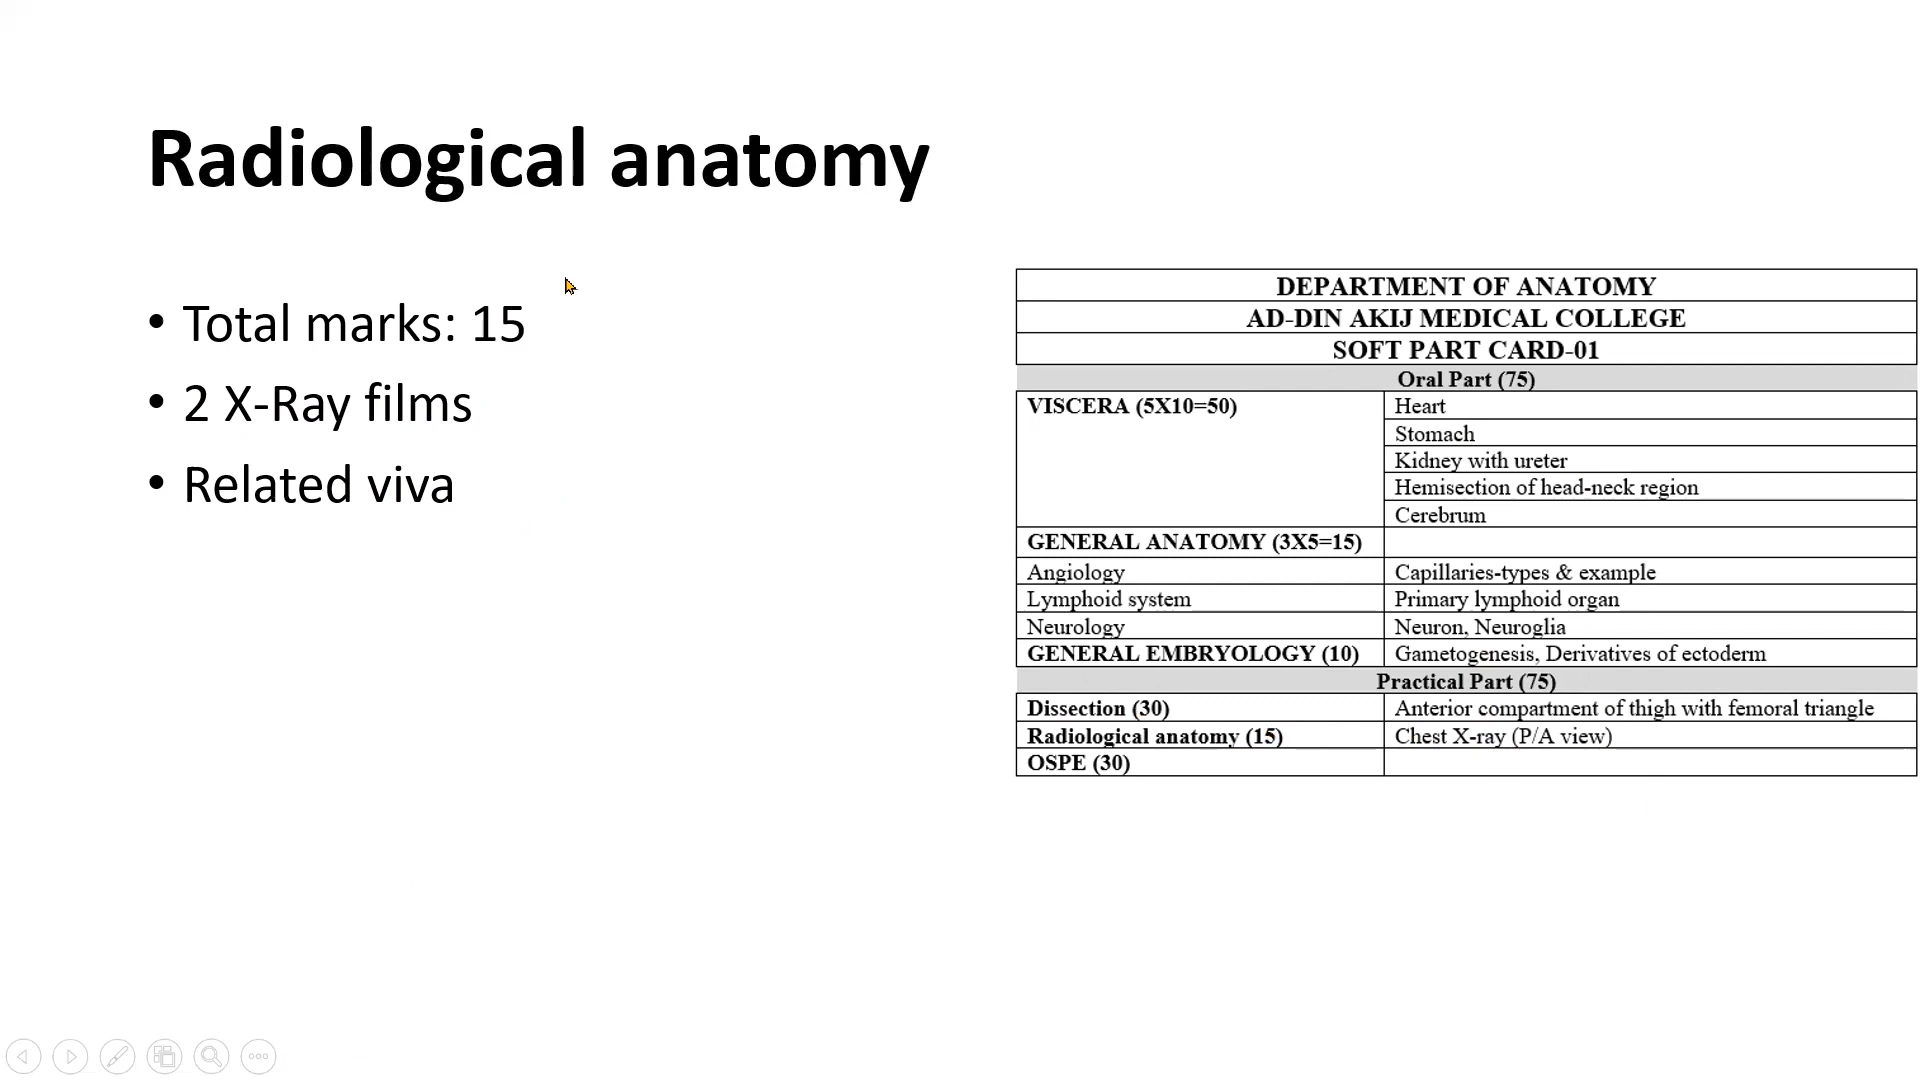 Radiological anatomy
• Total marks: 15
• 2 X-Ray films
• Related viva
DEPARTMENT OF ANATOMY
AD-DIN AKIJ MEDICAL COLLEGE
SOFT PART CARD-01
Oral Part (75)
VISCERA (5X10=50) Heart
Stomach
Kidney with ureter
Hemisection of head-neck region
Cerebrum
GENERAL ANATOMY (3X5=15)
Angiology Capillaries-types & example
Lymphoid system Primary lymphoid organ
Neurology Neuron, Neuroglia
GENERAL EMBRYOLOGY (10) Gametogenesis, Derivatives of ectoderm
Practical Part (75)
Dissection (30) Anterior compartment of thigh with femoral triangle
Radiological anatomy (15) Chest X-ray (P/A view)
OSPE (30)